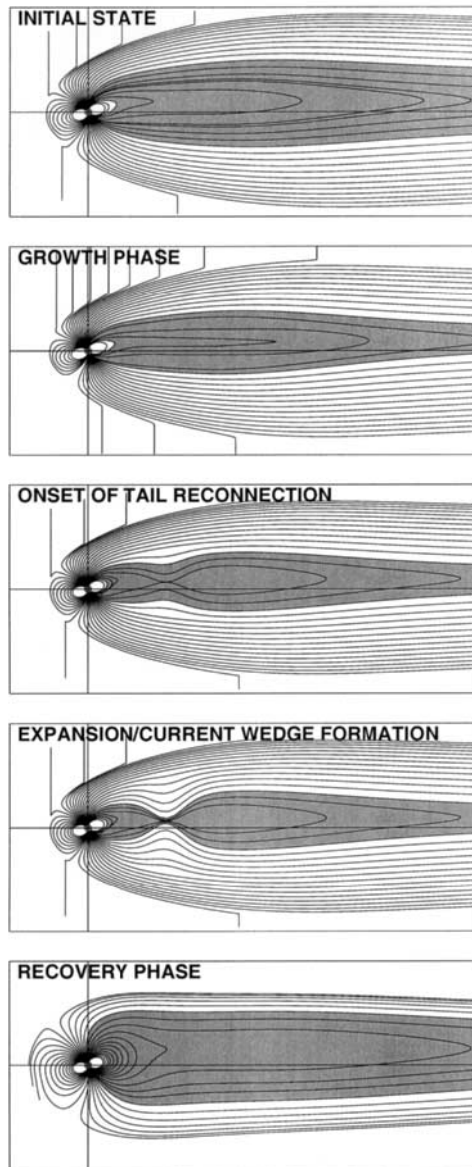 INITIAL STATE
GROWTH PHASE
ONSET OF TAIL RECONNECTION
EXPANSION/CURRENT WEDGE FORMATION
RECOVERY PHASE